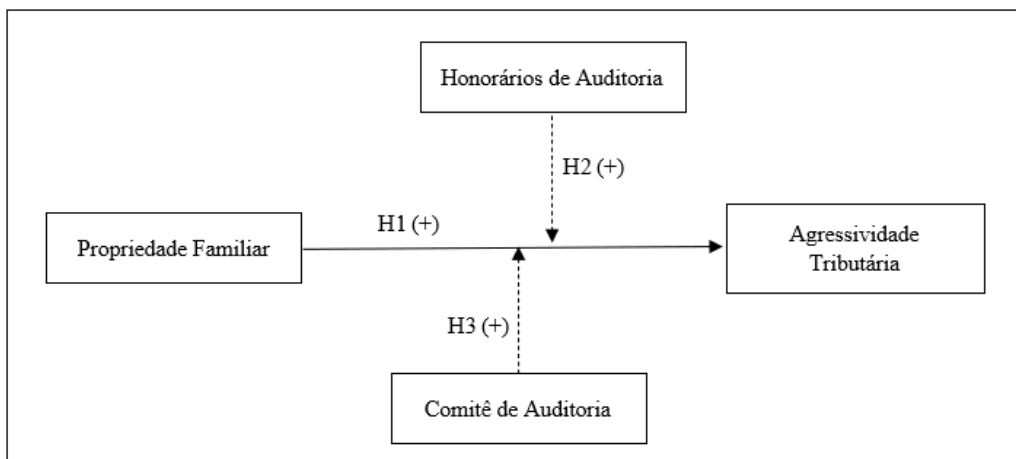 Honorários de Auditoria
H2 (+)
H1 (+)
Propriedade Familiar
Agressividade
Tributária
H3 (+)
Comitê de Auditoria